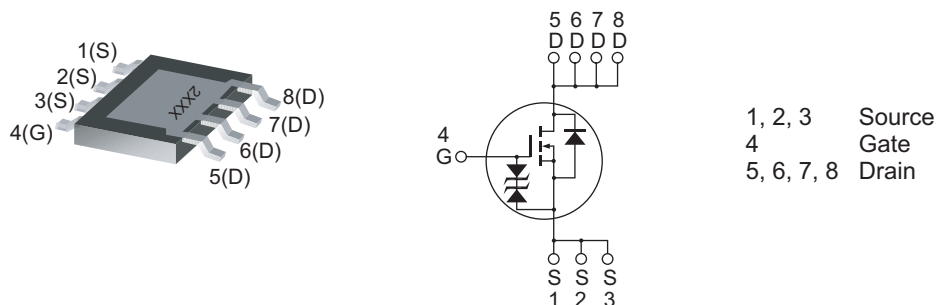 1(S)
2(S)
3(S)
4(G)
2XXX
8(D)
7(D)
6(D)
5(D)
5 6 7 8
D D D D
4
G
S S S
1 2 3
1, 2, 3 Source
4 Gate
5, 6, 7, 8 Drain